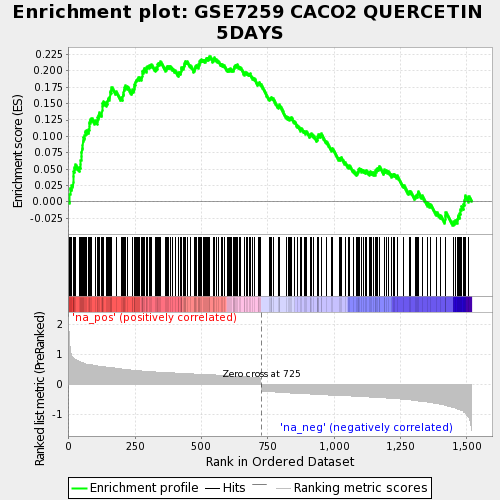 Enrichment plot: GSE7259 CACO2 QUERCETIN
5DAYS
Enrichment score (ES)
0.225
0.200
0.175
0.150
0.125
0.100
0.075
0.050
0.025
0.000
-0.025
'na_pos' (positively correlated)
Ranked list metric (PreRanked)
2
1
0
-1
Zero cross at 725
'na_neg' (negatively correlated)
0
250
500
750
1,000
1,250
1,500
Rank in Ordered Dataset
Enrichment profile
Hits
Ranking metric scores